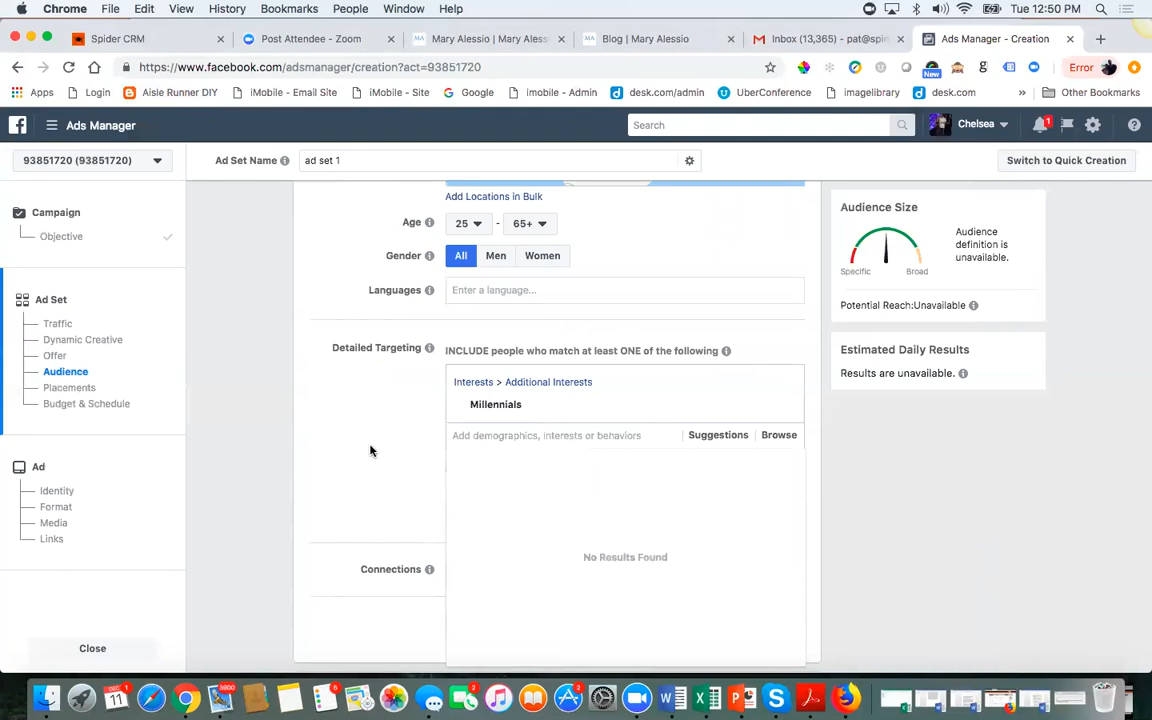 Chrome File Edit View History Bookmarks People Window Help Tue 12:50 PM
Spider CRM Post Attendee - Zoom Mary Alessio | Mary Aless Blog | Mary Alessio Inbox (13,365) - pat@spi Ads Manager - Creation
https://www.facebook.com/adsmanager/creation?act=93851720 New Error
Apps Login Aisle Runner DIY iMobile - Email Site iMobile - Site Google imobile - Admin desk.com/admin UberConference imagelibrary desk.com » Other Bookmarks
Ads Manager Search Chelsea 1
93851720 (93851720) Ad Set Name ad set 1 Switch to Quick Creation
Campaign
Objective
Ad Set
Traffic
Dynamic Creative
Offer
Audience
Placements
Budget & Schedule
Ad
Identity
Format
Media
Links
Close
Add Locations in Bulk
Age 25 - 65+
Gender All Men Women
Languages Enter a language...
Detailed Targeting INCLUDE people who match at least ONE of the following
Interests > Additional Interests
Millennials
Add demographics, interests or behaviors Suggestions Browse
No Results Found
Connections
Audience Size
Audience
definition is
unavailable.
Specific Broad
Potential Reach:Unavailable
Estimated Daily Results
Results are unavailable.